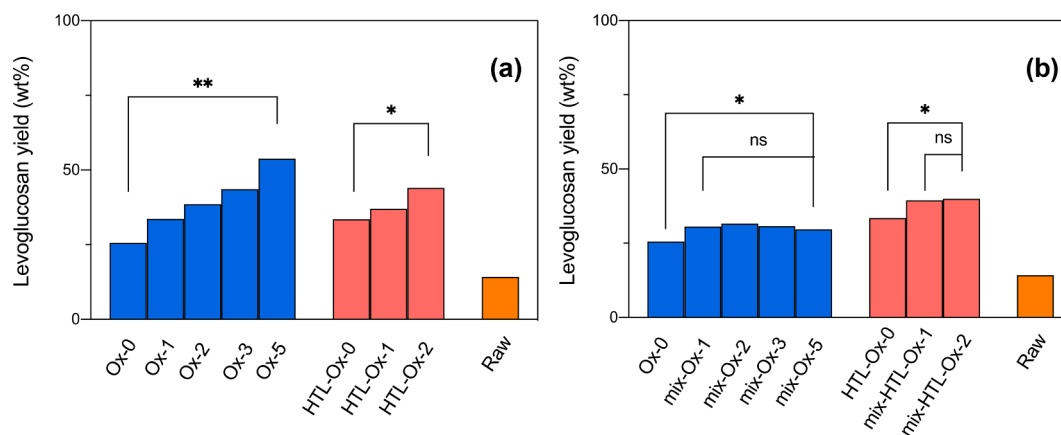 100
50
0
Levoglucosan yield (wt%)
(a)
**
*
Ox-0
Ox-1
Ox-2
Ox-3
Ox-5
HTL-Ox-0
HTL-Ox-1
HTL-Ox-2
Raw
100
50
0
Levoglucosan yield (wt%)
(b)
*
ns
*
ns
Ox-0
mix-Ox-1
mix-Ox-2
mix-Ox-3
mix-Ox-5
HTL-Ox-0
mix-HTL-Ox-1
mix-HTL-Ox-2
Raw